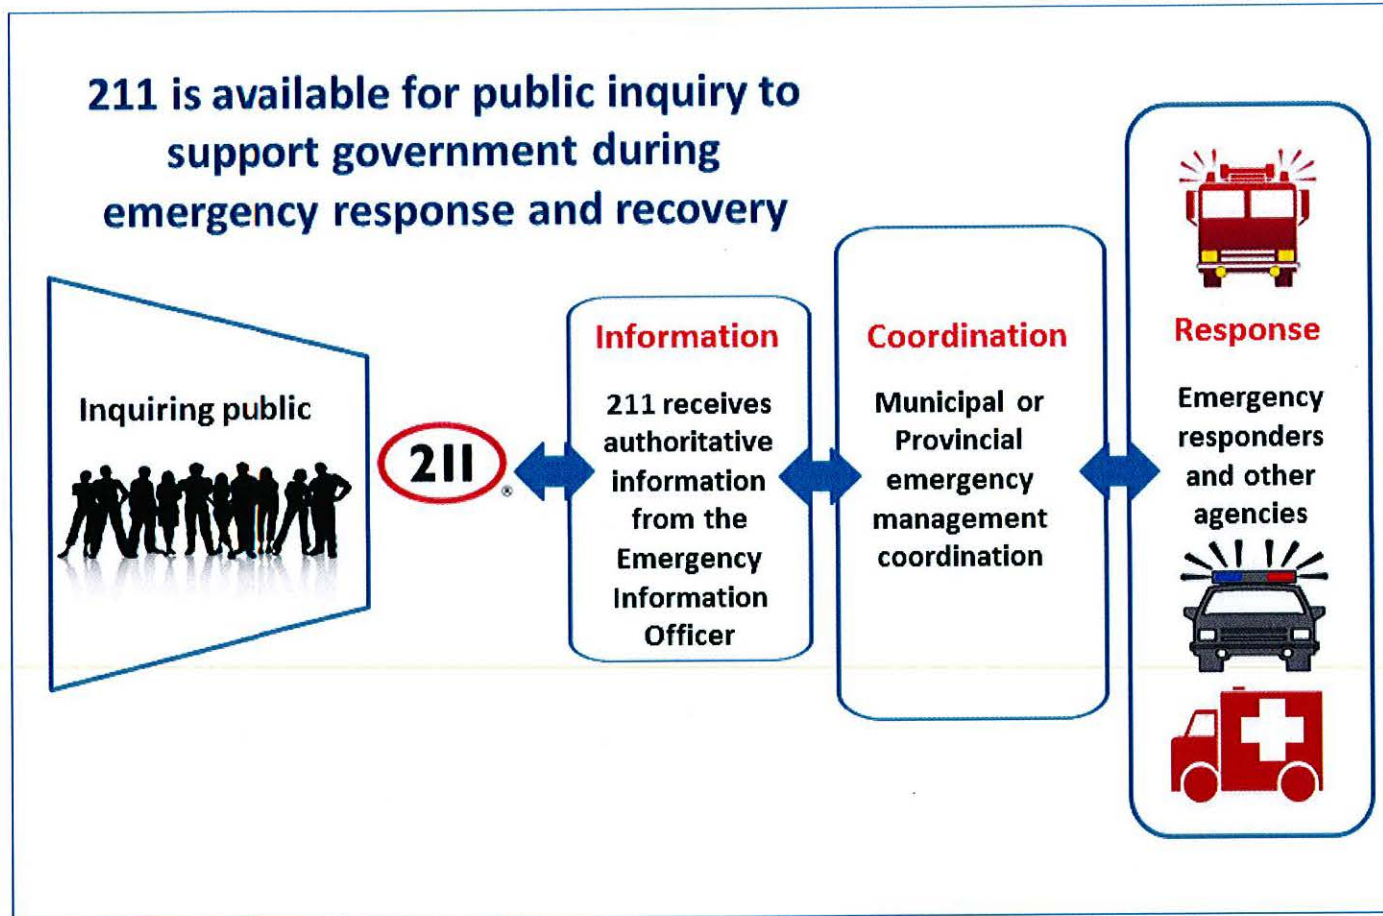 211 is available for public inquiry to
support government during
emergency response and recovery
Inquiring public
211
®
Information
211 receives
authoritative
information
from the
Emergency
Information
Officer
Coordination
Municipal or
Provincial
emergency
management
coordination
Response
Emergency
responders
and other
agencies